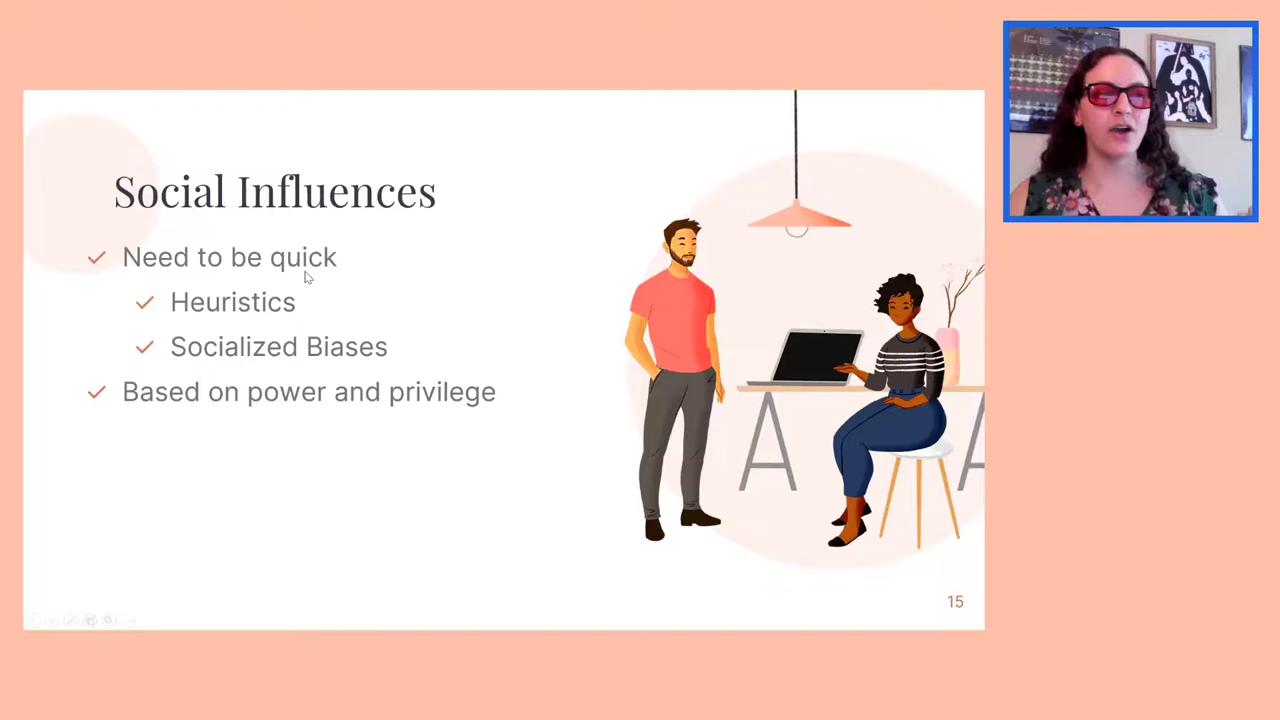 Social Influences
Need to be quick
Heuristics
Socialized Biases
Based on power and privilege
15